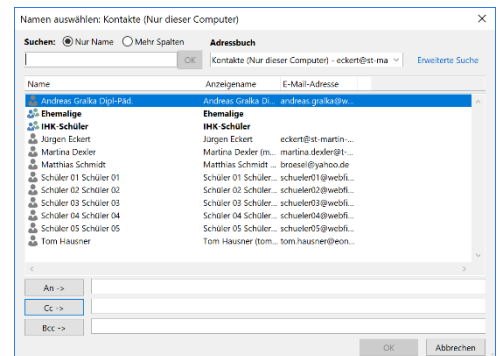 Namen auswählen: Kontakte (Nur dieser Computer)
Suchen: Nur Name Mehr Spalten Adressbuch
OK Kontakte (Nur dieser Computer) - eckert@st-ma Erweiterte Suche
Name Anzeigename E-Mail-Adresse
Andreas Gralka Dipl-Päd. Andreas Gralka Di... andreas.gralka@w...
Ehemalige Ehemalige
IHK-Schüler IHK-Schüler
Jürgen Eckert Jürgen Eckert eckert@st-martin-...
Martina Dexler Martina Dexler (m... martina.dexler@t-...
Matthias Schmidt Matthias Schmidt ... broesel@yahoo.de
Schüler 01 Schüler 01 Schüler 01 Schüler... schueler01@webfi...
Schüler 02 Schüler 02 Schüler 02 Schüler... schueler02@webfi...
Schüler 03 Schüler 03 Schüler 03 Schüler... schueler03@webfi...
Schüler 04 Schüler 04 Schüler 04 Schüler... schueler04@webfi...
Schüler 05 Schüler 05 Schüler 05 Schüler... schueler05@webfi...
Tom Hausner Tom Hausner (tom... tom.hausner@eon...
An ->
Cc ->
Bcc ->
OK Abbrechen